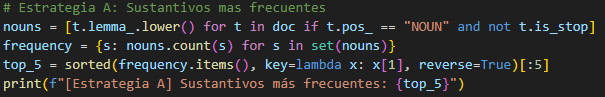 # Estrategia A: Sustantivos mas frecuentes
nouns = [t.lemma_.lower() for t in doc if t.pos_ == "NOUN" and not t.is_stop]
frequency = {s: nouns.count(s) for s in set(nouns)}
top_5 = sorted(frequency.items(), key=lambda x: x[1], reverse=True)[:5]
print(f"[Estrategia A] Sustantivos más frecuentes: {top_5}")